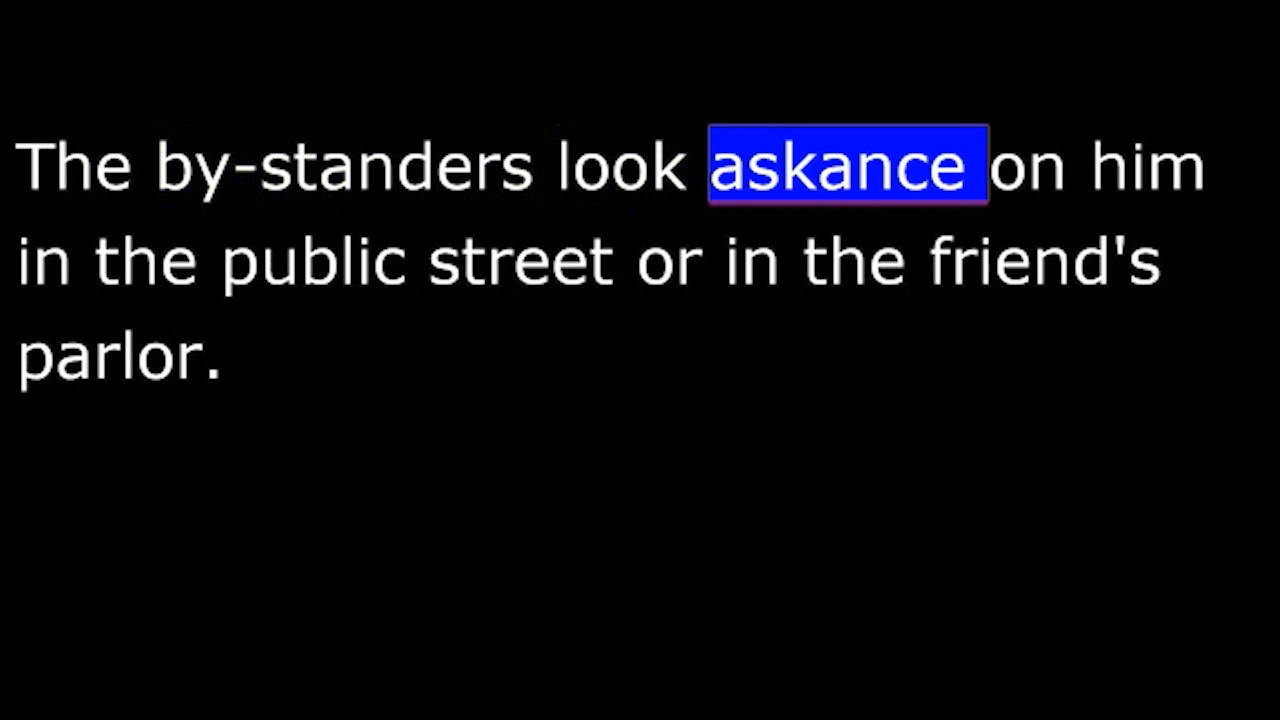 The by-standers look askance on him
in the public street or in the friend's
parlor.